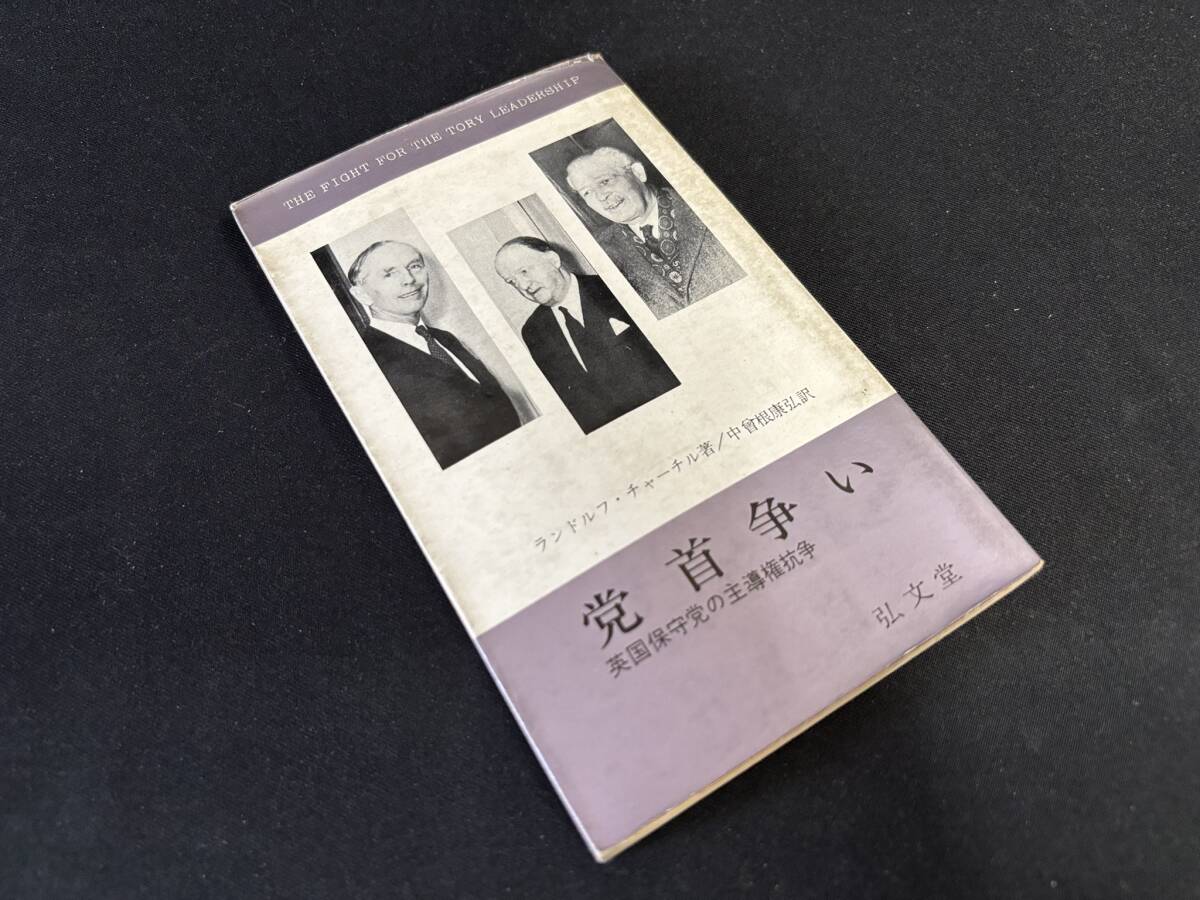 THE FIGHT FOR THE TORY LEADERSHIP
ランドルフ・チャーチル著/中曾根康弘訳
党首争い
英国保守党の主導権抗争
弘文堂